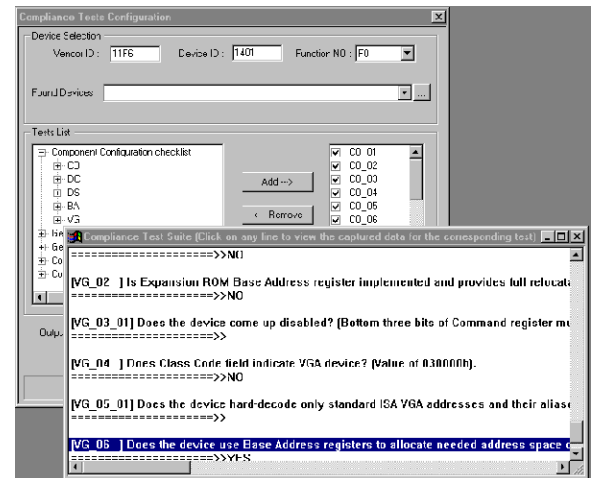 Compliance Tests Configuration
Device Selection
Vendor ID : 11F6 Device ID : 1401 Function N0 : F0
Found Devices
...
Tests List
Component Configuration checklist
CO
DC
DS
BA
VG
Ge
Co
Cu
Add -->
< Remove
CO_01
CO_02
CO_03
CO_04
CO_05
CO_06
Compliance Test Suite (Click on any line to view the captured data for the corresponding test)
=====================>>NO
[VG_02 ] Is Expansion ROM Base Address register implemented and provides full relocat
=====================>>NO
[VG_03_01] Does the device come up disabled? (Bottom three bits of Command register mu
=====================>>
[VG_04 ] Does Class Code field indicate VGA device? (Value of 030000h).
=====================>>NO
[VG_05_01] Does the device hard-decode only standard ISA VGA addresses and their aliase
=====================>>
[VG_06 ] Does the device use Base Address registers to allocate needed address space
=====================>>YES
Outpu